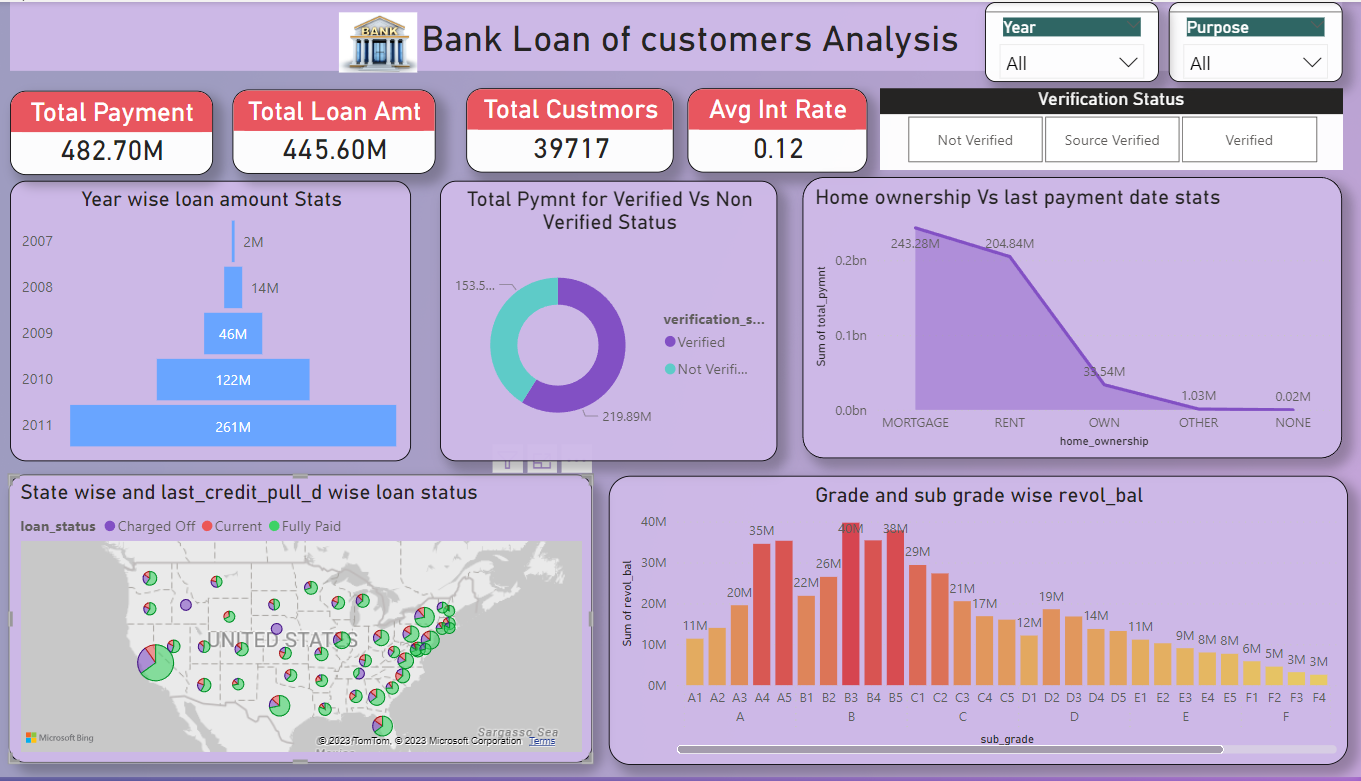 BANK
Bank Loan of customers Analysis
Year
All
Purpose
All
Total Payment
482.70M
Total Loan Amt
445.60M
Total Custmors
39717
Avg Int Rate
0.12
Verification Status
Not Verified
Source Verified
Verified
Year wise loan amount Stats
2007
2M
2008
14M
2009
46M
2010
122M
2011
261M
Total Pymnt for Verified Vs Non
Verified Status
153.5...
219.89M
verification_s...
Verified
Not Verifi...
Home ownership Vs last payment date stats
Sum of total_pymnt
0.2bn
0.1bn
0.0bn
243.28M
204.84M
33.54M
1.03M
0.02M
MORTGAGE
RENT
OWN
OTHER
NONE
home_ownership
State wise and last_credit_pull_d wise loan status
loan_status Charged Off Current Fully Paid
UNITED STATES
Sargasso Sea
Microsoft Bing
© 2023 TomTom, © 2023 Microsoft Corporation Terms
Grade and sub grade wise revol_bal
Sum of revol_bal
40M
30M
20M
10M
0M
11M
20M
35M
22M
26M
40M
38M
29M
21M
17M
12M
19M
14M
11M
9M
8M
8M
6M
5M
3M
3M
A1 A2 A3 A4 A5 B1 B2 B3 B4 B5 C1 C2 C3 C4 C5 D1 D2 D3 D4 D5 E1 E2 E3 E4 E5 F1 F2 F3 F4
A B C D E F
sub_grade